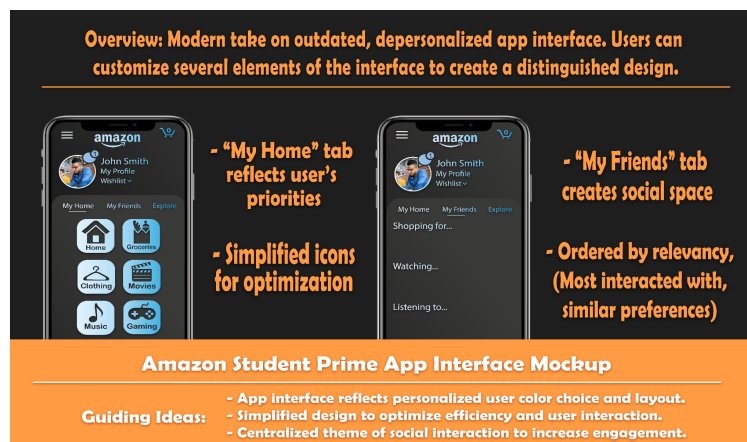 Overview: Modern take on outdated, depersonalized app interface. Users can
customize several elements of the interface to create a distinguished design.
amazon
0
1
John Smith
My Profile
Wishlist
My Home My Friends Explore
Home
Groceries
Clothing
Movies
Music
Gaming
- “My Home” tab
reflects user’s
priorities
- Simplified icons
for optimization
amazon
0
1
John Smith
My Profile
Wishlist
My Home My Friends Explore
Shopping for...
Watching...
Listening to...
- “My Friends” tab
creates social space
- Ordered by relevancy,
(Most interacted with,
similar preferences)
Amazon Student Prime App Interface Mockup
Guiding Ideas:
- App interface reflects personalized user color choice and layout.
- Simplified design to optimize efficiency and user interaction.
- Centralized theme of social interaction to increase engagement.